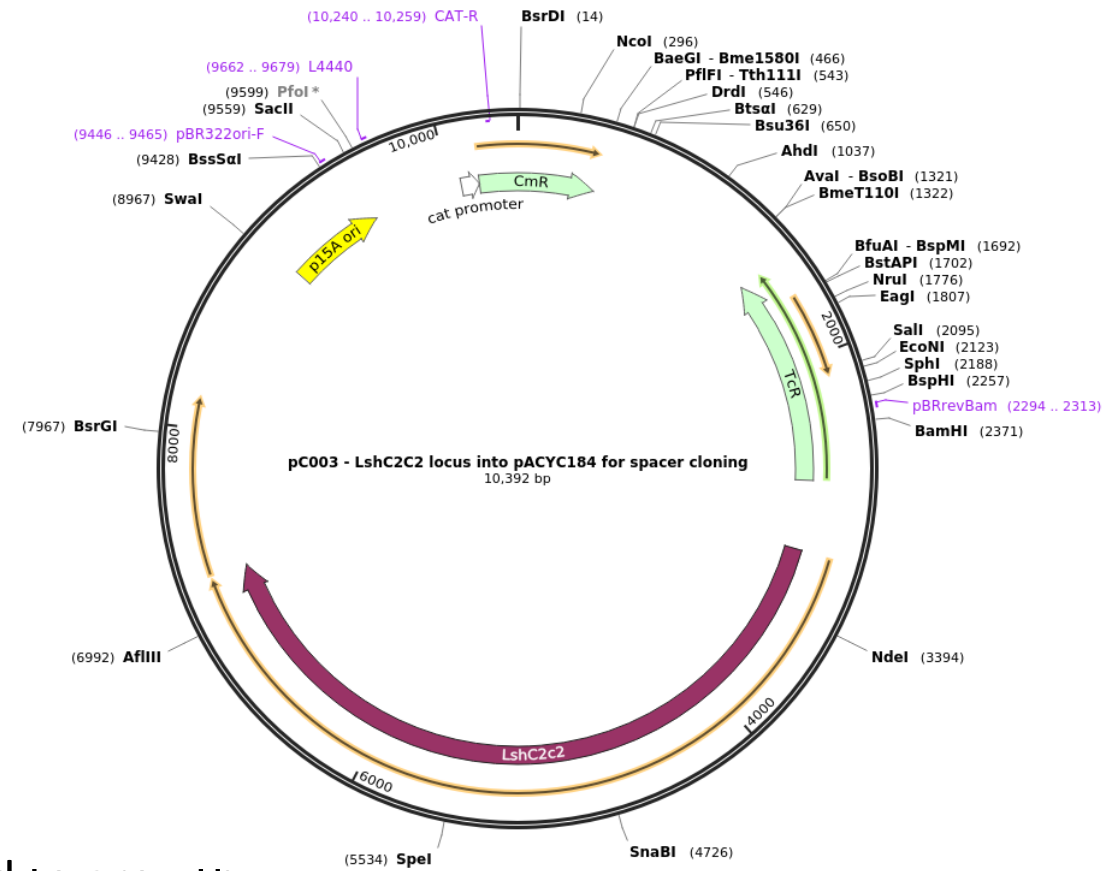 (10,240 .. 10,259) CAT-R
BsrDI (14)
NcoI (296)
BaeGI - Bme1580I (466)
PflFI - Tth111I (543)
DrdI (546)
BtsαI (629)
Bsu36I (650)
AhdI (1037)
AvaI - BsoBI (1321)
BmeT110I (1322)
BfuAI - BspMI (1692)
BstAPI (1702)
NruI (1776)
EagI (1807)
SalI (2095)
EcoNI (2123)
SphI (2188)
BspHI (2257)
pBRrevBam (2294 .. 2313)
BamHI (2371)
NdeI (3394)
SnaBI (4726)
(5534) SpeI
(6992) AflIII
(7967) BsrGI
(8967) SwaI
(9428) BssSαI
(9446 .. 9465) pBR322ori-F
(9559) SacII
(9599) PfoI *
(9662 .. 9679) L4440
10,000
2000
4000
6000
8000
CmR
cat promoter
p15A ori
TcR
LshC2c2
pC003 - LshC2C2 locus into pACYC184 for spacer cloning
10,392 bp